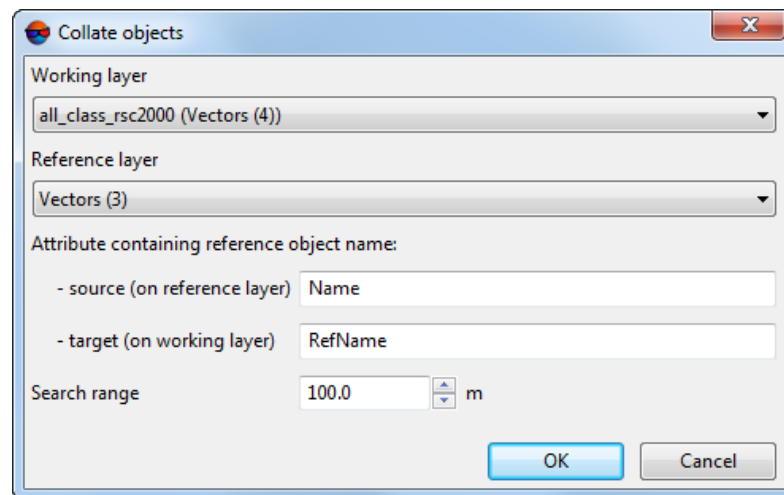 Collate objects
Working layer
all_class_rsc2000 (Vectors (4))
Reference layer
Vectors (3)
Attribute containing reference object name:
- source (on reference layer) Name
- target (on working layer) RefName
Search range 100.0 m
OK Cancel